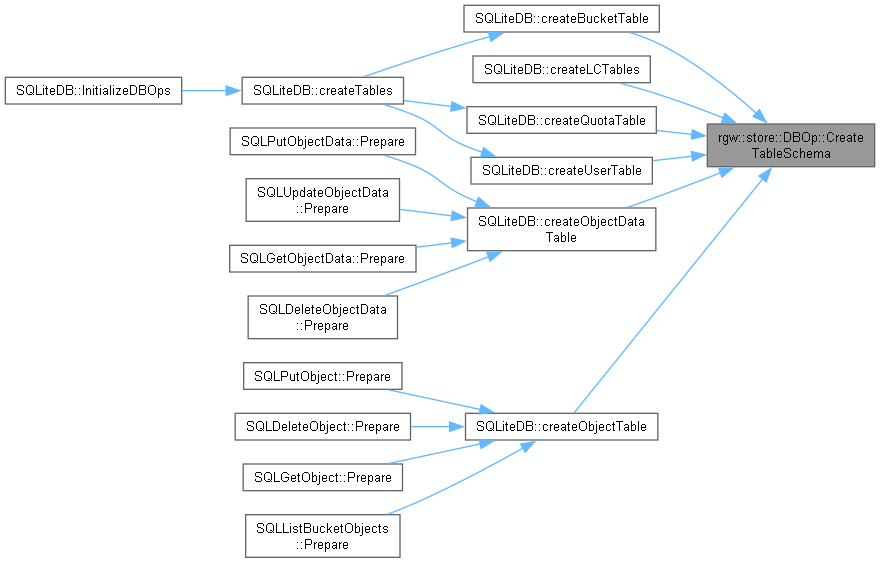 SQLiteDB::createBucketTable
SQLiteDB::createLCTables
SQLiteDB::InitializeDBOps
SQLiteDB::createTables
SQLiteDB::createQuotaTable
rgw::store::DBOp::Create
TableSchema
SQLPutObjectData::Prepare
SQLiteDB::createUserTable
SQLUpdateObjectData
::Prepare
SQLiteDB::createObjectData
Table
SQLGetObjectData::Prepare
SQLDeleteObjectData
::Prepare
SQLPutObject::Prepare
SQLDeleteObject::Prepare
SQLiteDB::createObjectTable
SQLGetObject::Prepare
SQLListBucketObjects
::Prepare